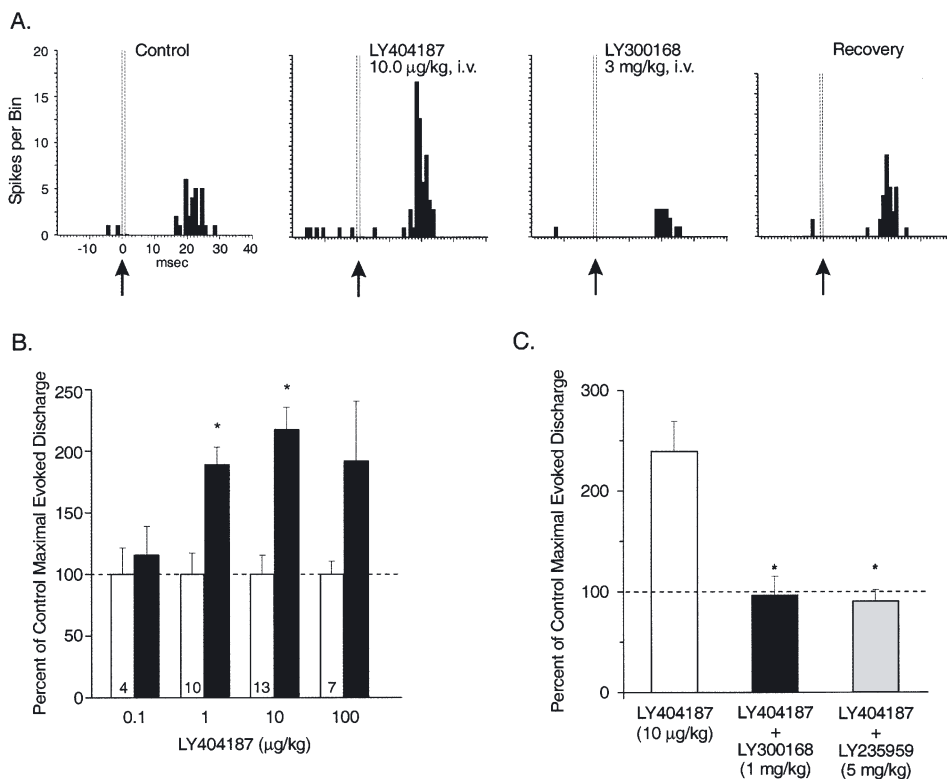 A.
Control
LY404187
10.0 µg/kg, i.v.
LY300168
3 mg/kg, i.v.
Recovery
Spikes per Bin
20
15
10
5
0
-10 0 10 20 30 40
msec
B.
Percent of Control Maximal Evoked Discharge
250
200
150
100
50
0
* *
4 10 13 7
0.1 1 10 100
LY404187 (µg/kg)
C.
Percent of Control Maximal Evoked Discharge
300
200
100
0
* *
LY404187
(10 µg/kg)
LY404187
+
LY300168
(1 mg/kg)
LY404187
+
LY235959
(5 mg/kg)